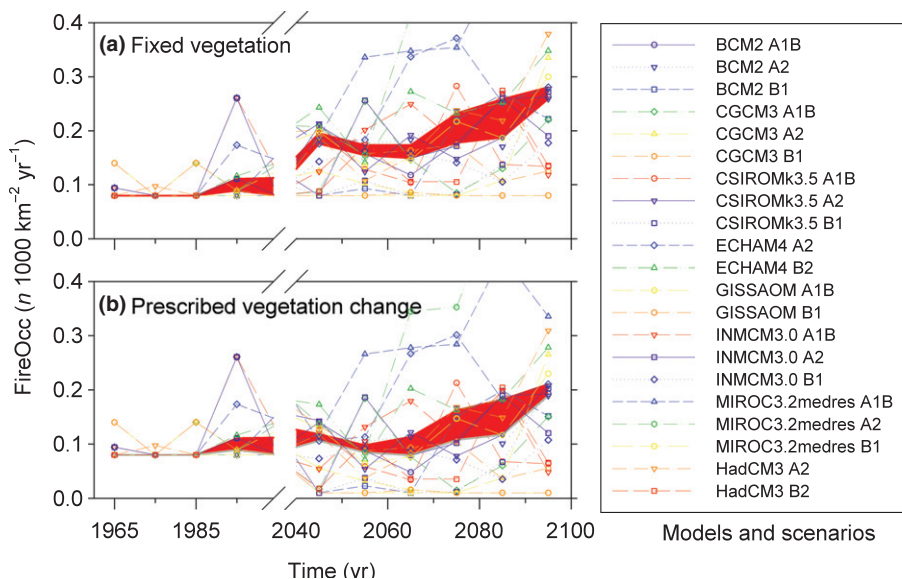 (a) Fixed vegetation
0.4
0.3
0.2
0.1
0.0
(b) Prescribed vegetation change
0.4
0.3
0.2
0.1
0.0
FireOcc (n 1000 km−2 yr−1)
1965 1985 2040 2060 2080 2100
Time (yr)
BCM2 A1B
BCM2 A2
BCM2 B1
CGCM3 A1B
CGCM3 A2
CGCM3 B1
CSIROMk3.5 A1B
CSIROMk3.5 A2
CSIROMk3.5 B1
ECHAM4 A2
ECHAM4 B2
GISSAOM A1B
GISSAOM B1
INMCM3.0 A1B
INMCM3.0 A2
INMCM3.0 B1
MIROC3.2medres A1B
MIROC3.2medres A2
MIROC3.2medres B1
HadCM3 A2
HadCM3 B2
Models and scenarios